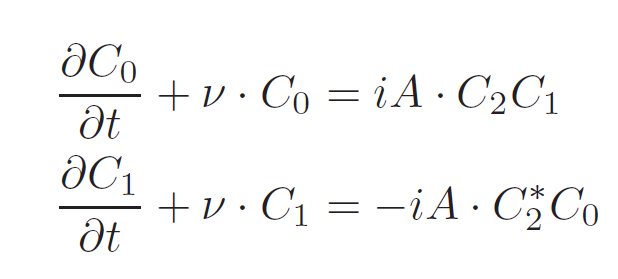 ∂C₀/∂t + ν · C₀ = iA · C₂C₁
∂C₁/∂t + ν · C₁ = −iA · C₂*C₀